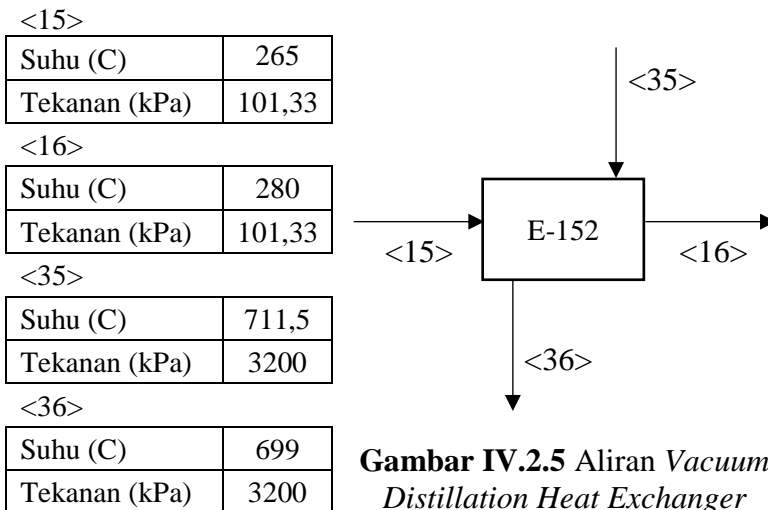 <15>
Suhu (C) 265
Tekanan (kPa) 101,33
<16>
Suhu (C) 280
Tekanan (kPa) 101,33
<35>
Suhu (C) 711,5
Tekanan (kPa) 3200
<36>
Suhu (C) 699
Tekanan (kPa) 3200
<35>
E-152
<15>
<16>
<36>
Gambar IV.2.5 Aliran Vacuum
Distillation Heat Exchanger